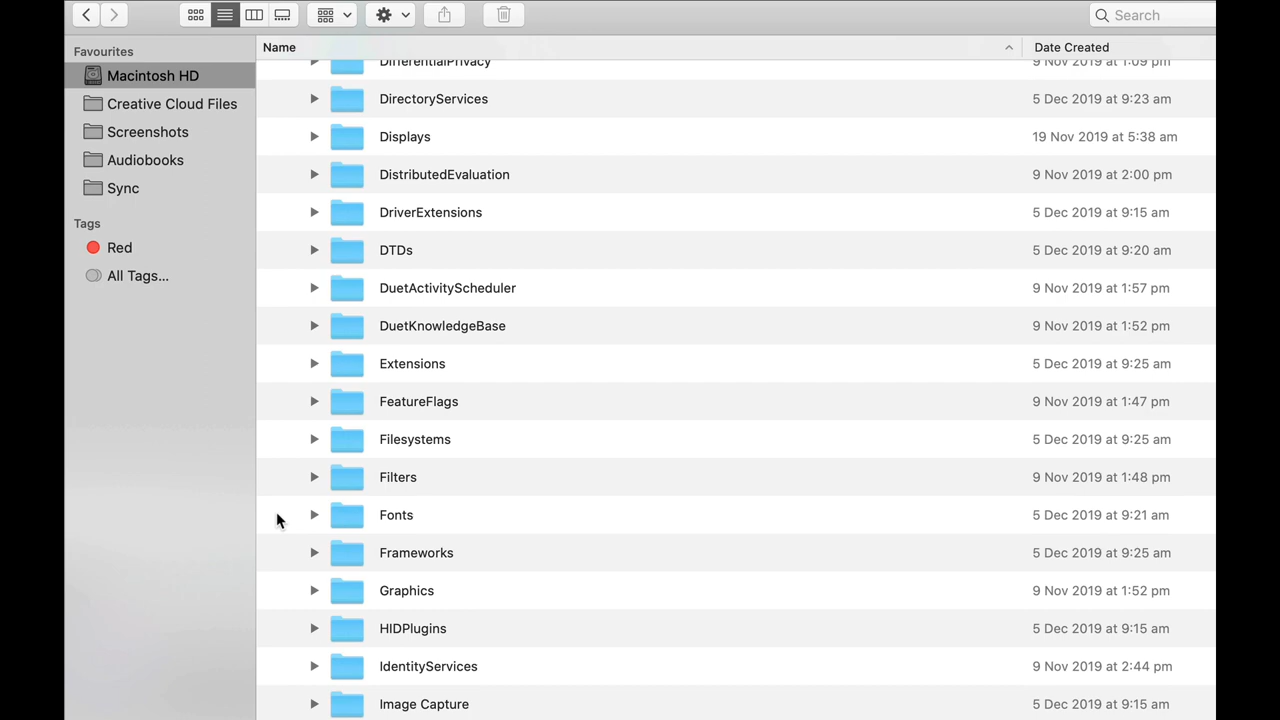 Search
Favourites
Macintosh HD
Creative Cloud Files
Screenshots
Audiobooks
Sync
Tags
Red
All Tags...
Name Date Created
DifferentialPrivacy 9 Nov 2019 at 1:09 pm
DirectoryServices 5 Dec 2019 at 9:23 am
Displays 19 Nov 2019 at 5:38 am
DistributedEvaluation 9 Nov 2019 at 2:00 pm
DriverExtensions 5 Dec 2019 at 9:15 am
DTDs 5 Dec 2019 at 9:20 am
DuetActivityScheduler 9 Nov 2019 at 1:57 pm
DuetKnowledgeBase 9 Nov 2019 at 1:52 pm
Extensions 5 Dec 2019 at 9:25 am
FeatureFlags 9 Nov 2019 at 1:47 pm
Filesystems 5 Dec 2019 at 9:25 am
Filters 9 Nov 2019 at 1:48 pm
Fonts 5 Dec 2019 at 9:21 am
Frameworks 5 Dec 2019 at 9:25 am
Graphics 9 Nov 2019 at 1:52 pm
HIDPlugins 5 Dec 2019 at 9:15 am
IdentityServices 9 Nov 2019 at 2:44 pm
Image Capture 5 Dec 2019 at 9:15 am